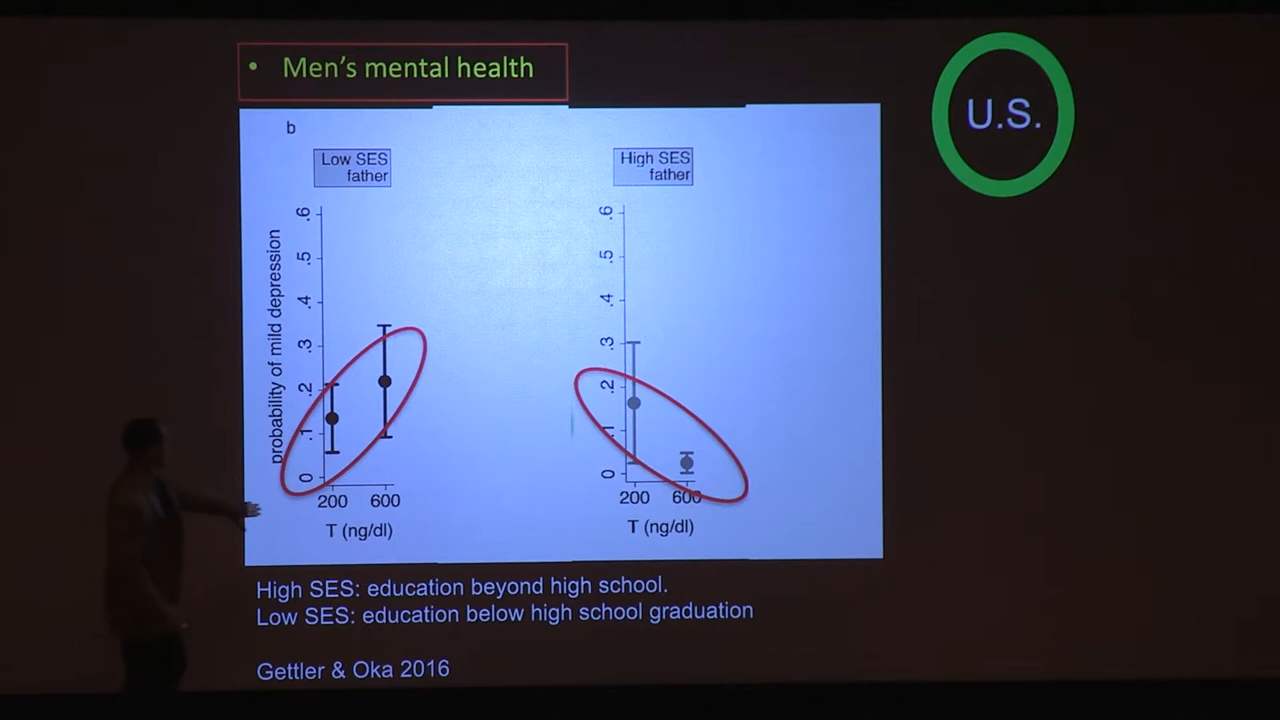 • Men's mental health
U.S.
b
Low SES
father
High SES
father
probability of mild depression
.6
.5
.4
.3
.2
.1
0
200 600
T (ng/dl)
.6
.5
.4
.3
.2
.1
0
200 600
T (ng/dl)
High SES: education beyond high school.
Low SES: education below high school graduation
Gettler & Oka 2016